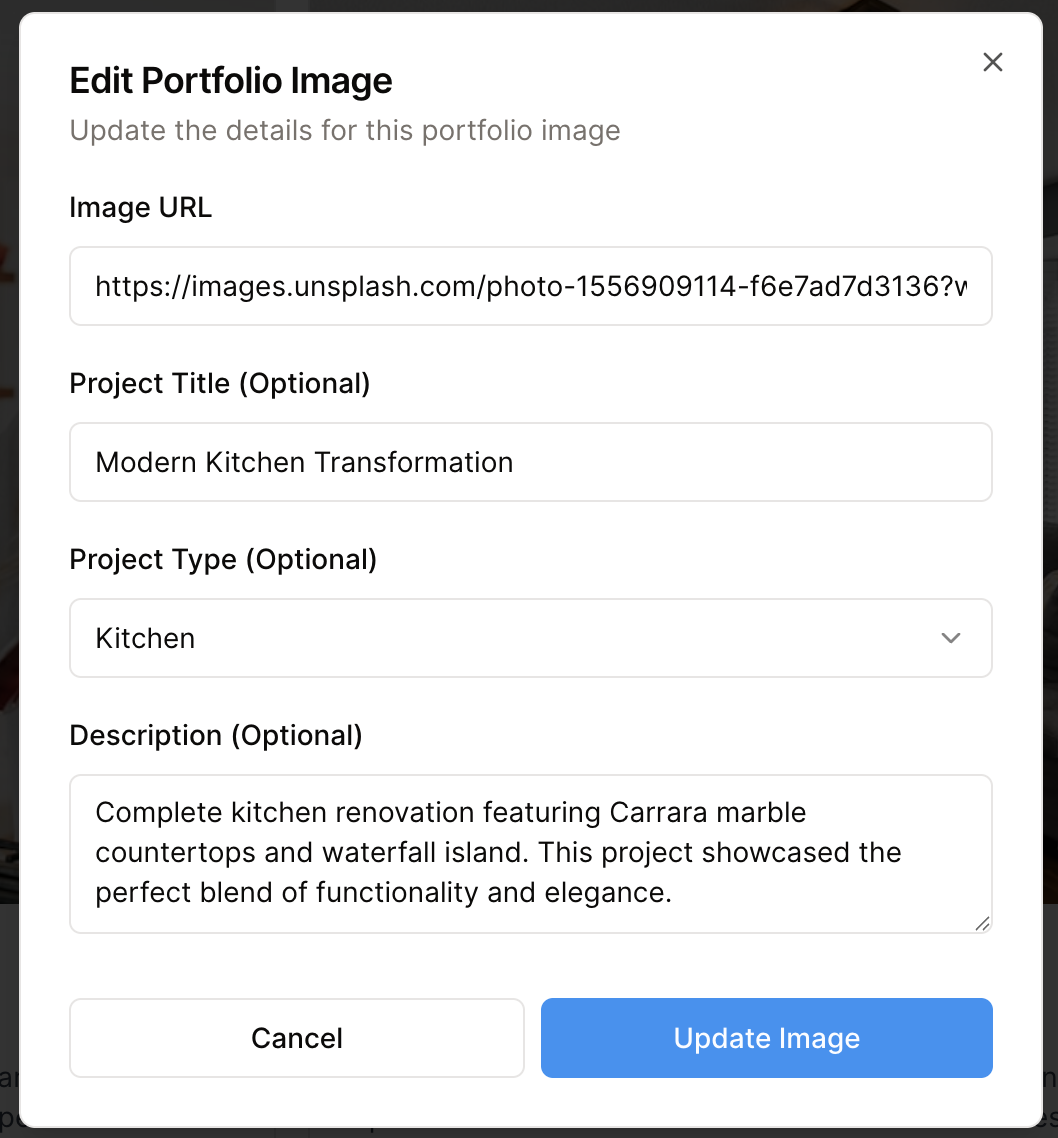 Edit Portfolio Image
Update the details for this portfolio image
Image URL
https://images.unsplash.com/photo-1556909114-f6e7ad7d3136?w
Project Title (Optional)
Modern Kitchen Transformation
Project Type (Optional)
Kitchen
Description (Optional)
Complete kitchen renovation featuring Carrara marble
countertops and waterfall island. This project showcased the
perfect blend of functionality and elegance.
Cancel
Update Image